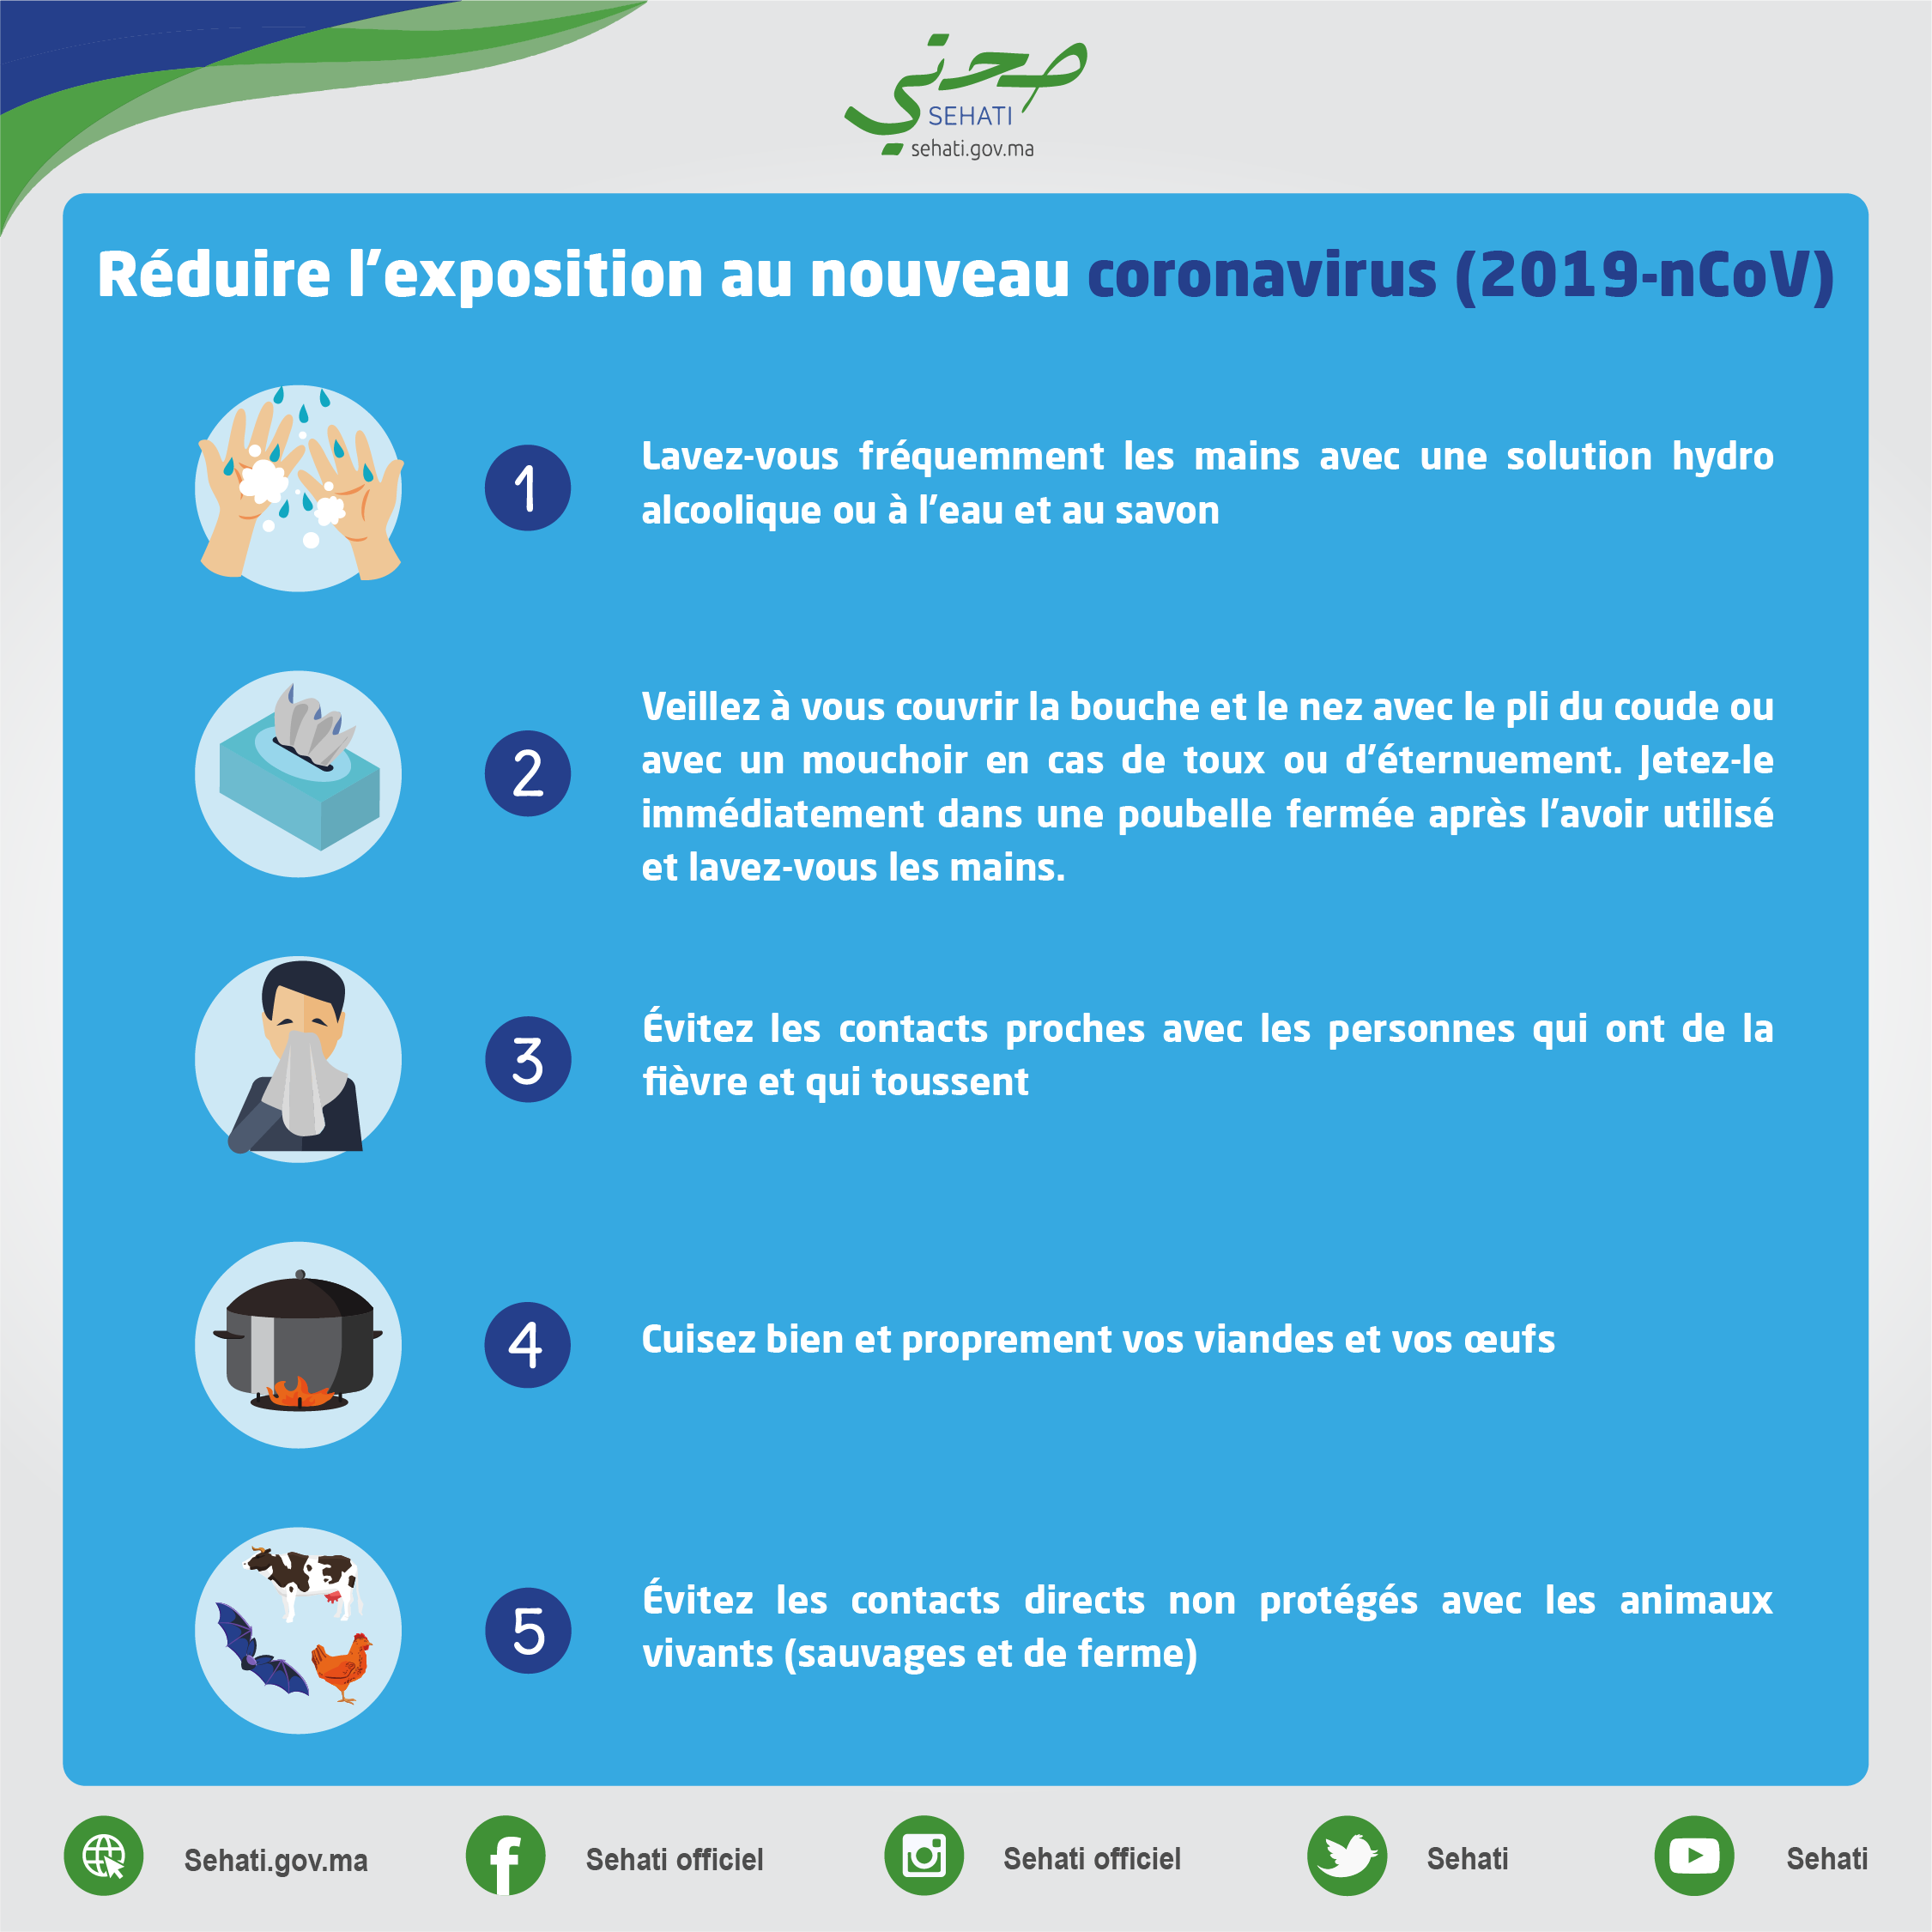 صحتي
SEHATI
sehati.gov.ma
Réduire l’exposition au nouveau coronavirus (2019-nCoV)
1
Lavez-vous fréquemment les mains avec une solution hydro
alcoolique ou à l’eau et au savon
2
Veillez à vous couvrir la bouche et le nez avec le pli du coude ou
avec un mouchoir en cas de toux ou d’éternuement. Jetez-le
immédiatement dans une poubelle fermée après l’avoir utilisé
et lavez-vous les mains.
3
Évitez les contacts proches avec les personnes qui ont de la
fièvre et qui toussent
4
Cuisez bien et proprement vos viandes et vos œufs
5
Évitez les contacts directs non protégés avec les animaux
vivants (sauvages et de ferme)
Sehati.gov.ma
Sehati officiel
Sehati officiel
Sehati
Sehati